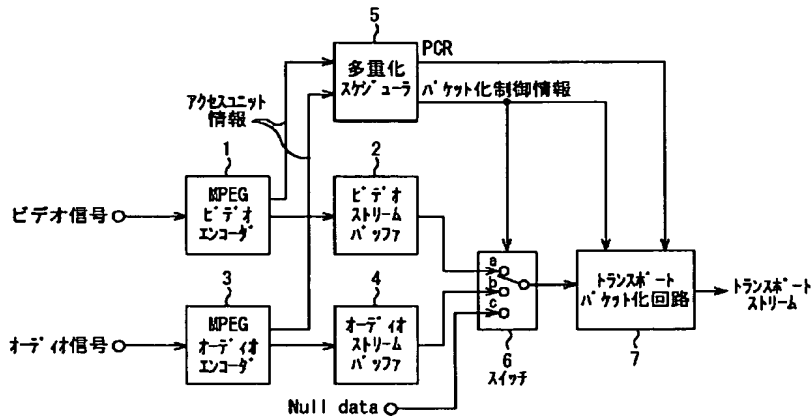 5
多重化
スケジューラ
PCR
パケット化制御情報
アクセスユニット
情報
1
MPEG
ビデオ
エンコーダ
2
ビデオ
ストリーム
バッファ
ビデオ信号
3
MPEG
オーディオ
エンコーダ
4
オーディオ
ストリーム
バッファ
オーディオ信号
a
b
c
6
スイッチ
トランスポート
パケット化回路
7
トランスポート
ストリーム
Null data